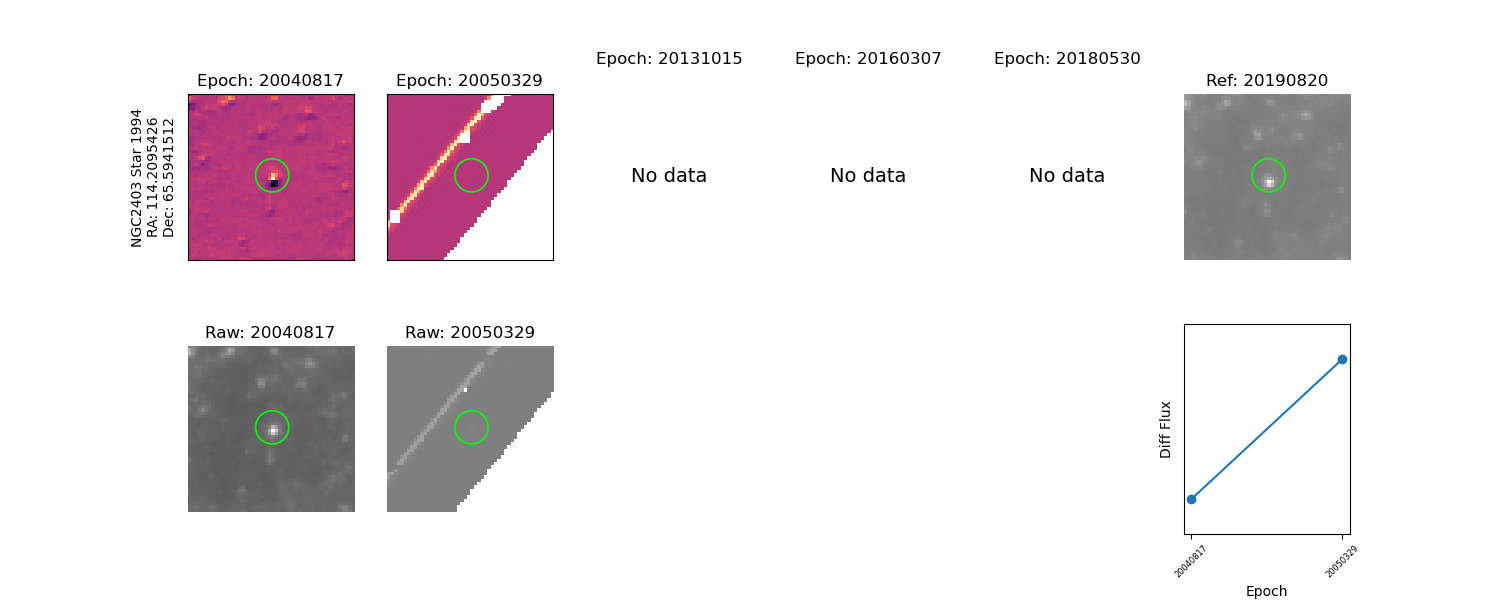 Epoch: 20040817
Epoch: 20050329
Epoch: 20131015
Epoch: 20160307
Epoch: 20180530
Ref: 20190820
NGC2403 Star 1994
RA: 114.2095426
Dec: 65.5941512
No data
No data
No data
Raw: 20040817
Raw: 20050329
Diff Flux
20040817
20050329
Epoch